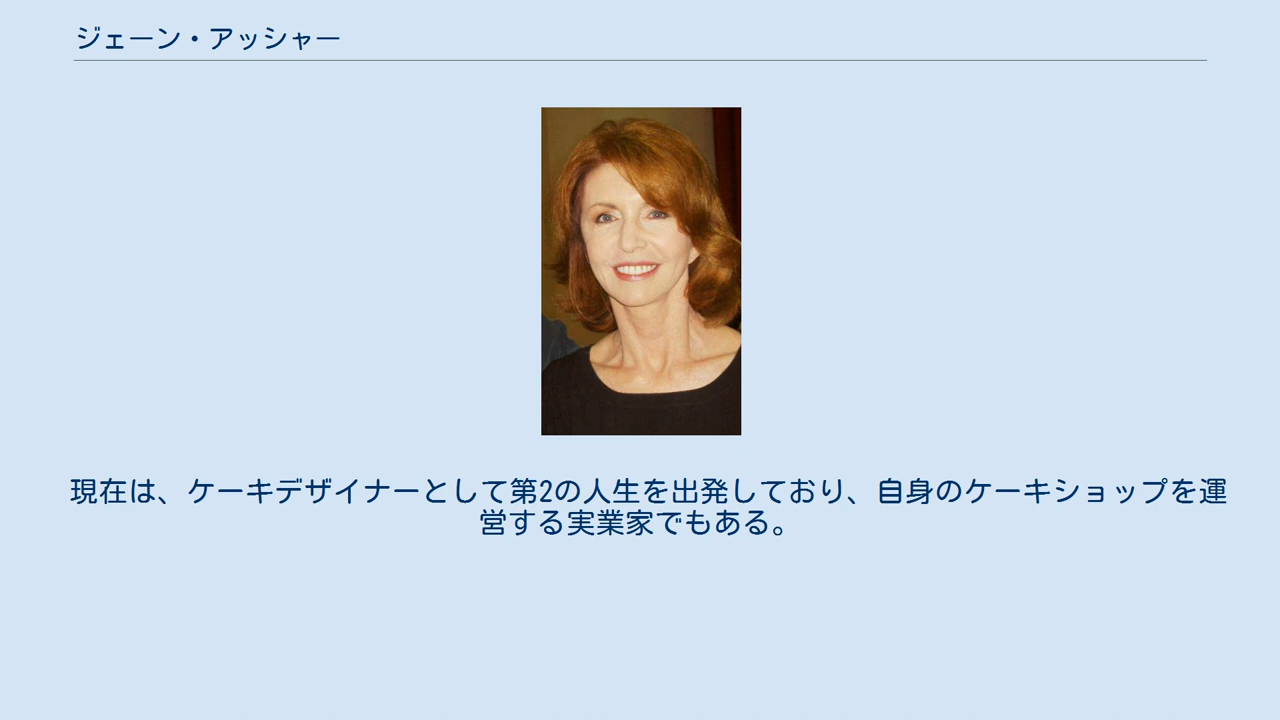 ジェーン・アッシャー
現在は、ケーキデザイナーとして第2の人生を出発しており、自身のケーキショップを運
営する実業家でもある。